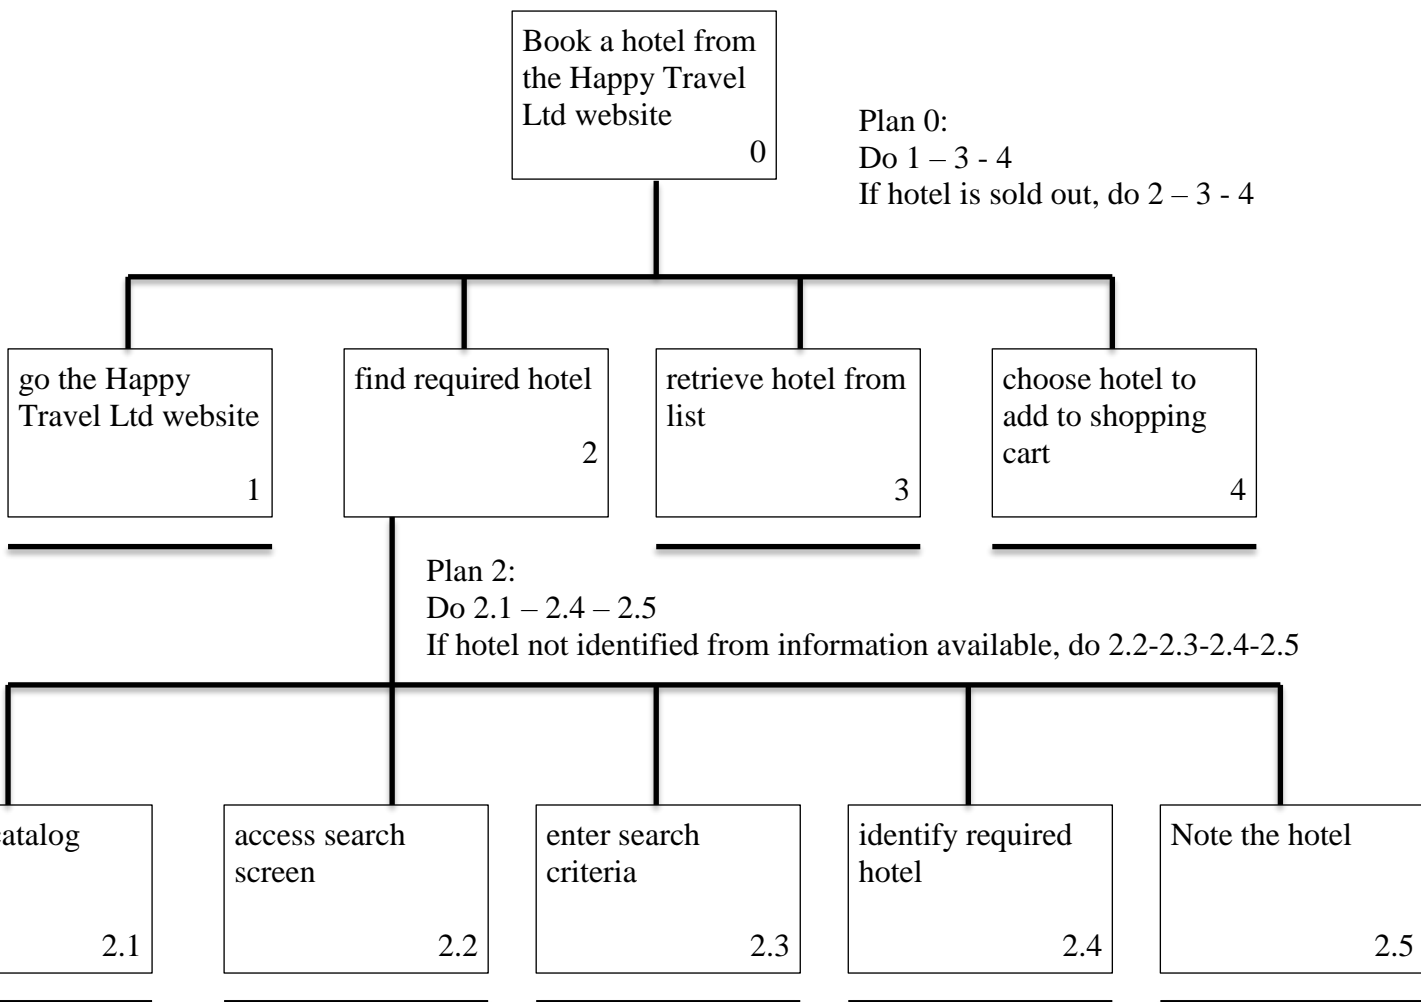 Book a hotel from
the Happy Travel
Ltd website
0
Plan 0:
Do 1 – 3 - 4
If hotel is sold out, do 2 – 3 - 4
go the Happy
Travel Ltd website
1
find required hotel
2
retrieve hotel from
list
3
choose hotel to
add to shopping
cart
4
Plan 2:
Do 2.1 – 2.4 – 2.5
If hotel not identified from information available, do 2.2-2.3-2.4-2.5
catalog
2.1
access search
screen
2.2
enter search
criteria
2.3
identify required
hotel
2.4
Note the hotel
2.5